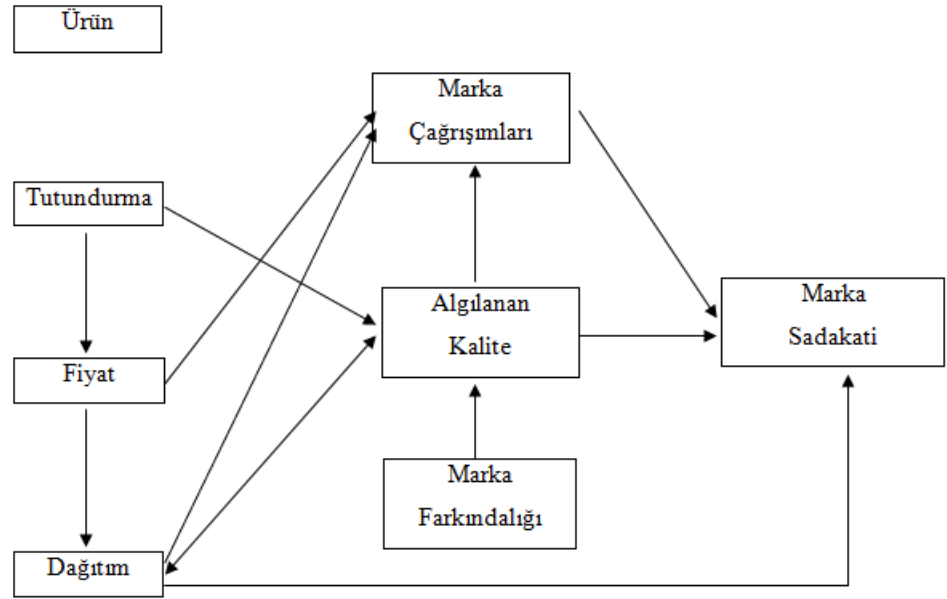 Ürün
Marka
Çağrışımları
Tutundurma
Algılanan
Kalite
Marka
Sadakati
Fiyat
Marka
Farkındalığı
Dağıtım